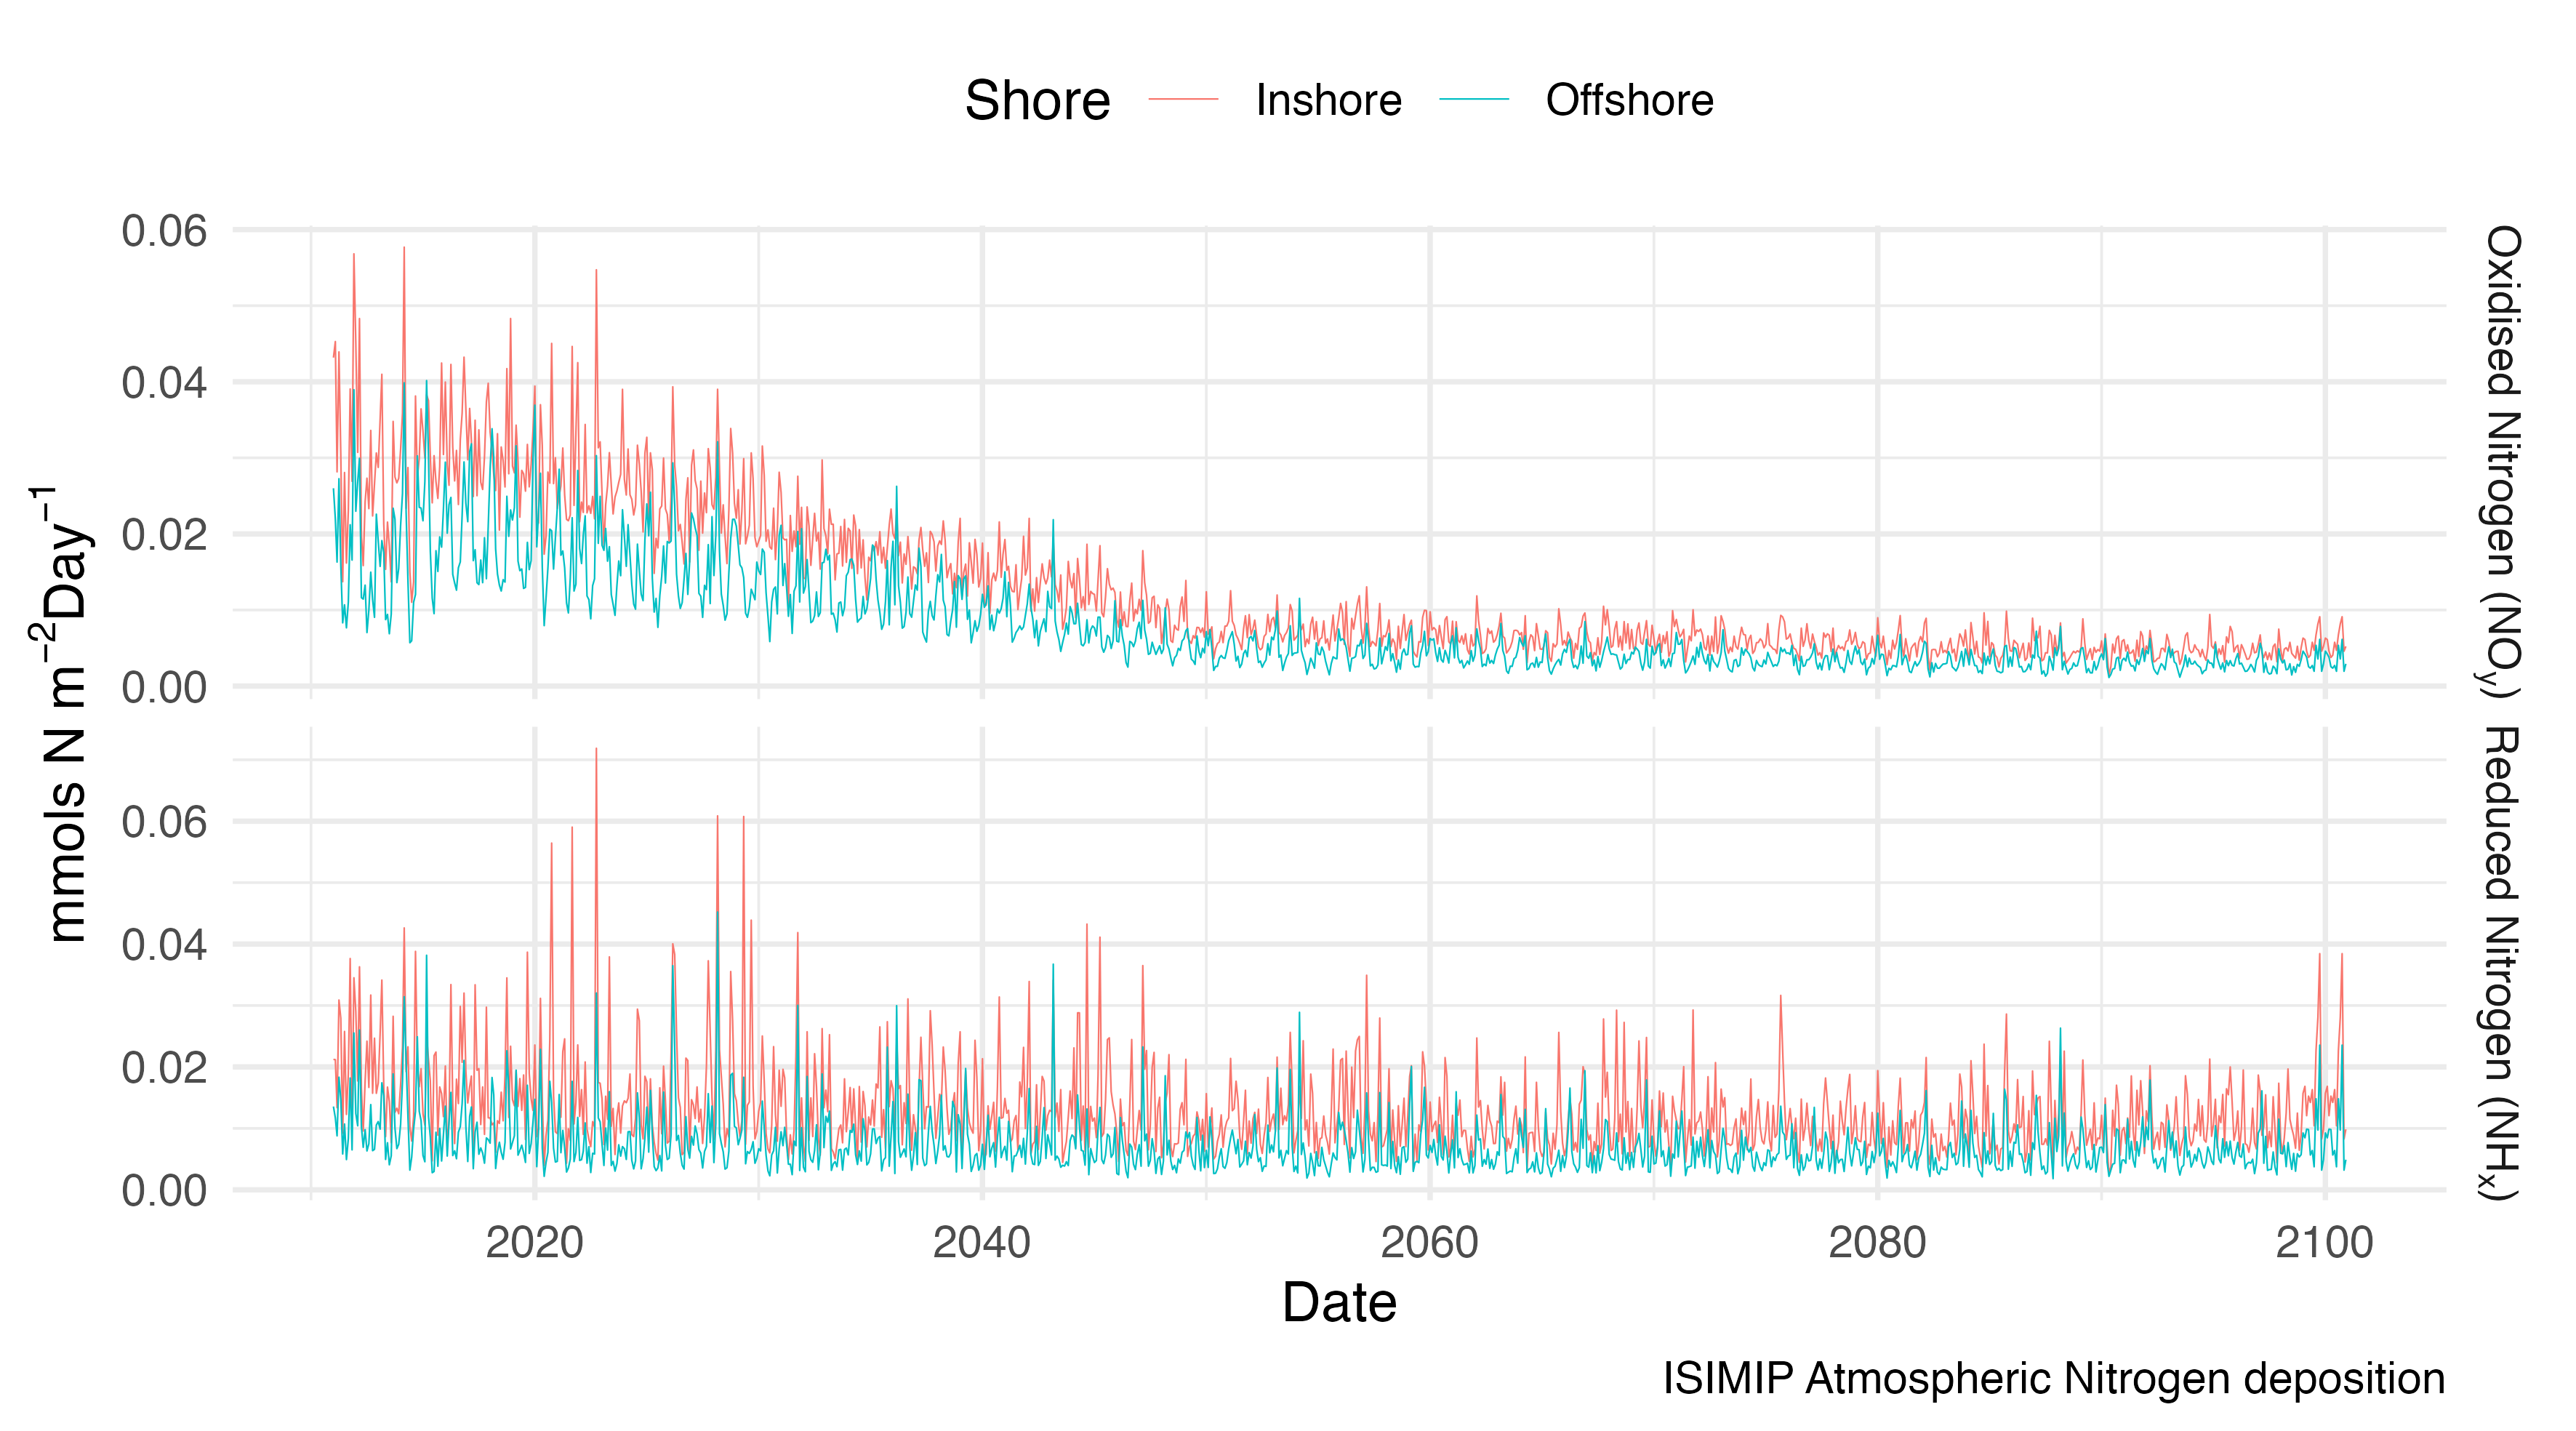 Shore Inshore Offshore
mmols N m⁻²Day⁻¹
0.06
0.04
0.02
0.00
Oxidised Nitrogen (NOy)
0.06
0.04
0.02
0.00
Reduced Nitrogen (NHx)
2020 2040 2060 2080 2100
Date
ISIMIP Atmospheric Nitrogen deposition